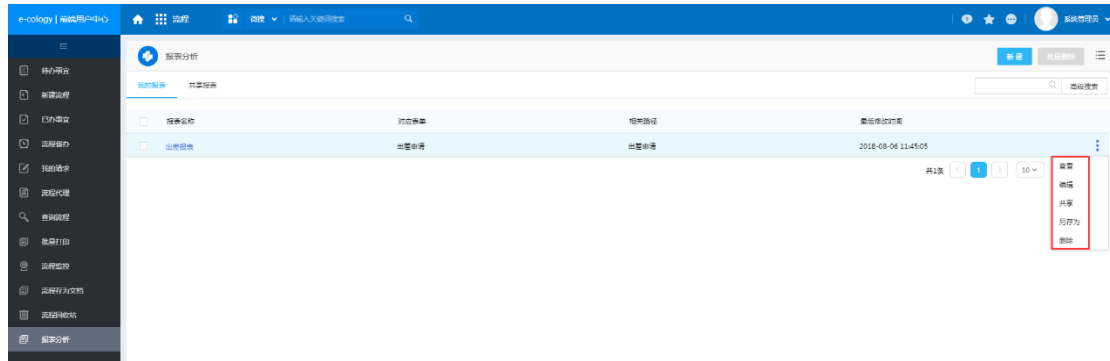 e-cology | 前端用户中心
流程
微搜
请输入关键词搜索
系统管理员
报表分析
新建
批量删除
待办事宜
我的报表
共享报表
高级搜索
新建流程
已办事宜
报表名称
对应表单
相关路径
最后修改时间
流程督办
出差报表
出差申请
出差申请
2018-08-06 11:45:05
我的请求
共1条
1
10
查看
流程代理
编辑
查询流程
共享
另存为
批量打印
删除
流程监控
流程存为文档
流程回收站
报表分析